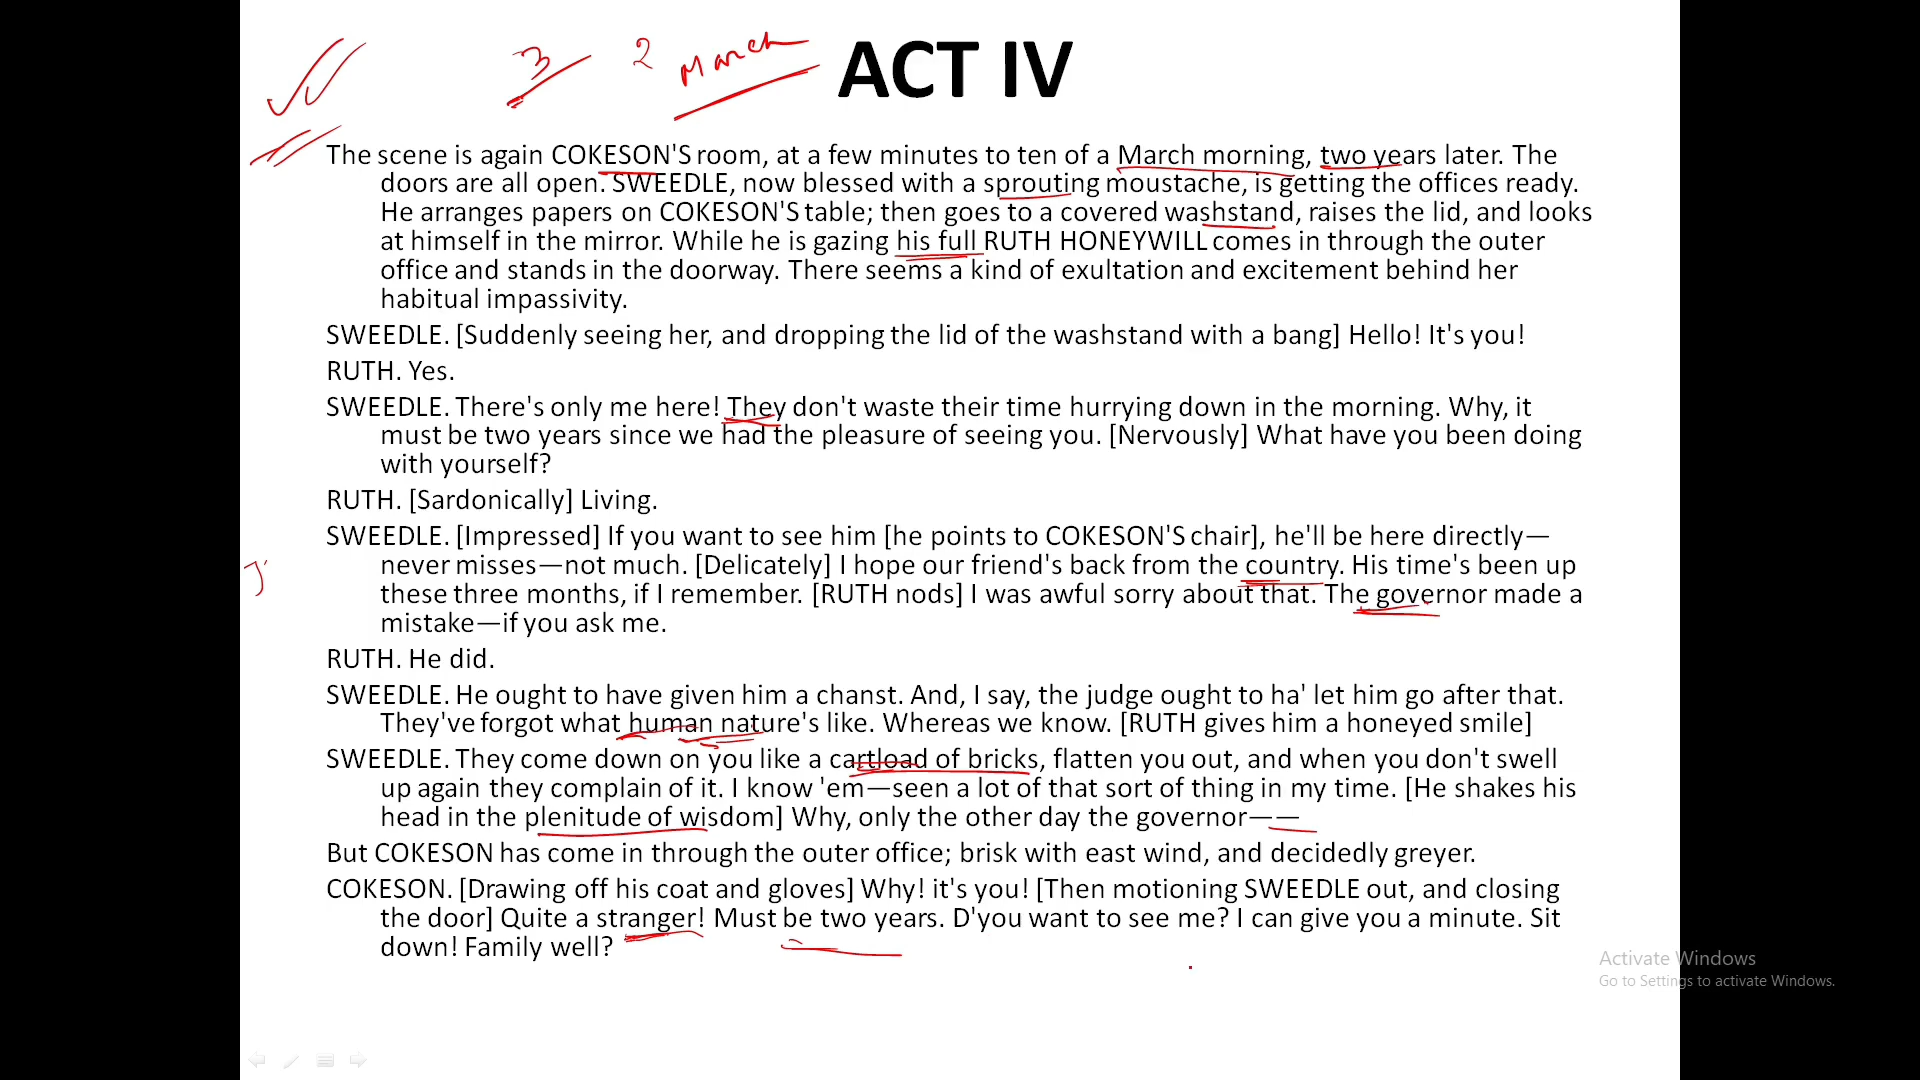 3 2 March ACT IV
The scene is again COKESON'S room, at a few minutes to ten of a March morning, two years later. The
doors are all open. SWEEDLE, now blessed with a sprouting moustache, is getting the offices ready.
He arranges papers on COKESON'S table; then goes to a covered washstand, raises the lid, and looks
at himself in the mirror. While he is gazing his full RUTH HONEYWILL comes in through the outer
office and stands in the doorway. There seems a kind of exultation and excitement behind her
habitual impassivity.
SWEEDLE. [Suddenly seeing her, and dropping the lid of the washstand with a bang] Hello! It's you!
RUTH. Yes.
SWEEDLE. There's only me here! They don't waste their time hurrying down in the morning. Why, it
must be two years since we had the pleasure of seeing you. [Nervously] What have you been doing
with yourself?
RUTH. [Sardonically] Living.
SWEEDLE. [Impressed] If you want to see him [he points to COKESON'S chair], he'll be here directly—
never misses—not much. [Delicately] I hope our friend's back from the country. His time's been up
these three months, if I remember. [RUTH nods] I was awful sorry about that. The governor made a
mistake—if you ask me.
RUTH. He did.
SWEEDLE. He ought to have given him a chanst. And, I say, the judge ought to ha' let him go after that.
They've forgot what human nature's like. Whereas we know. [RUTH gives him a honeyed smile]
SWEEDLE. They come down on you like a cartload of bricks, flatten you out, and when you don't swell
up again they complain of it. I know 'em—seen a lot of that sort of thing in my time. [He shakes his
head in the plenitude of wisdom] Why, only the other day the governor——
But COKESON has come in through the outer office; brisk with east wind, and decidedly greyer.
COKESON. [Drawing off his coat and gloves] Why! it's you! [Then motioning SWEEDLE out, and closing
the door] Quite a stranger! Must be two years. D'you want to see me? I can give you a minute. Sit
down! Family well?
Activate Windows
Go to Settings to activate Windows.